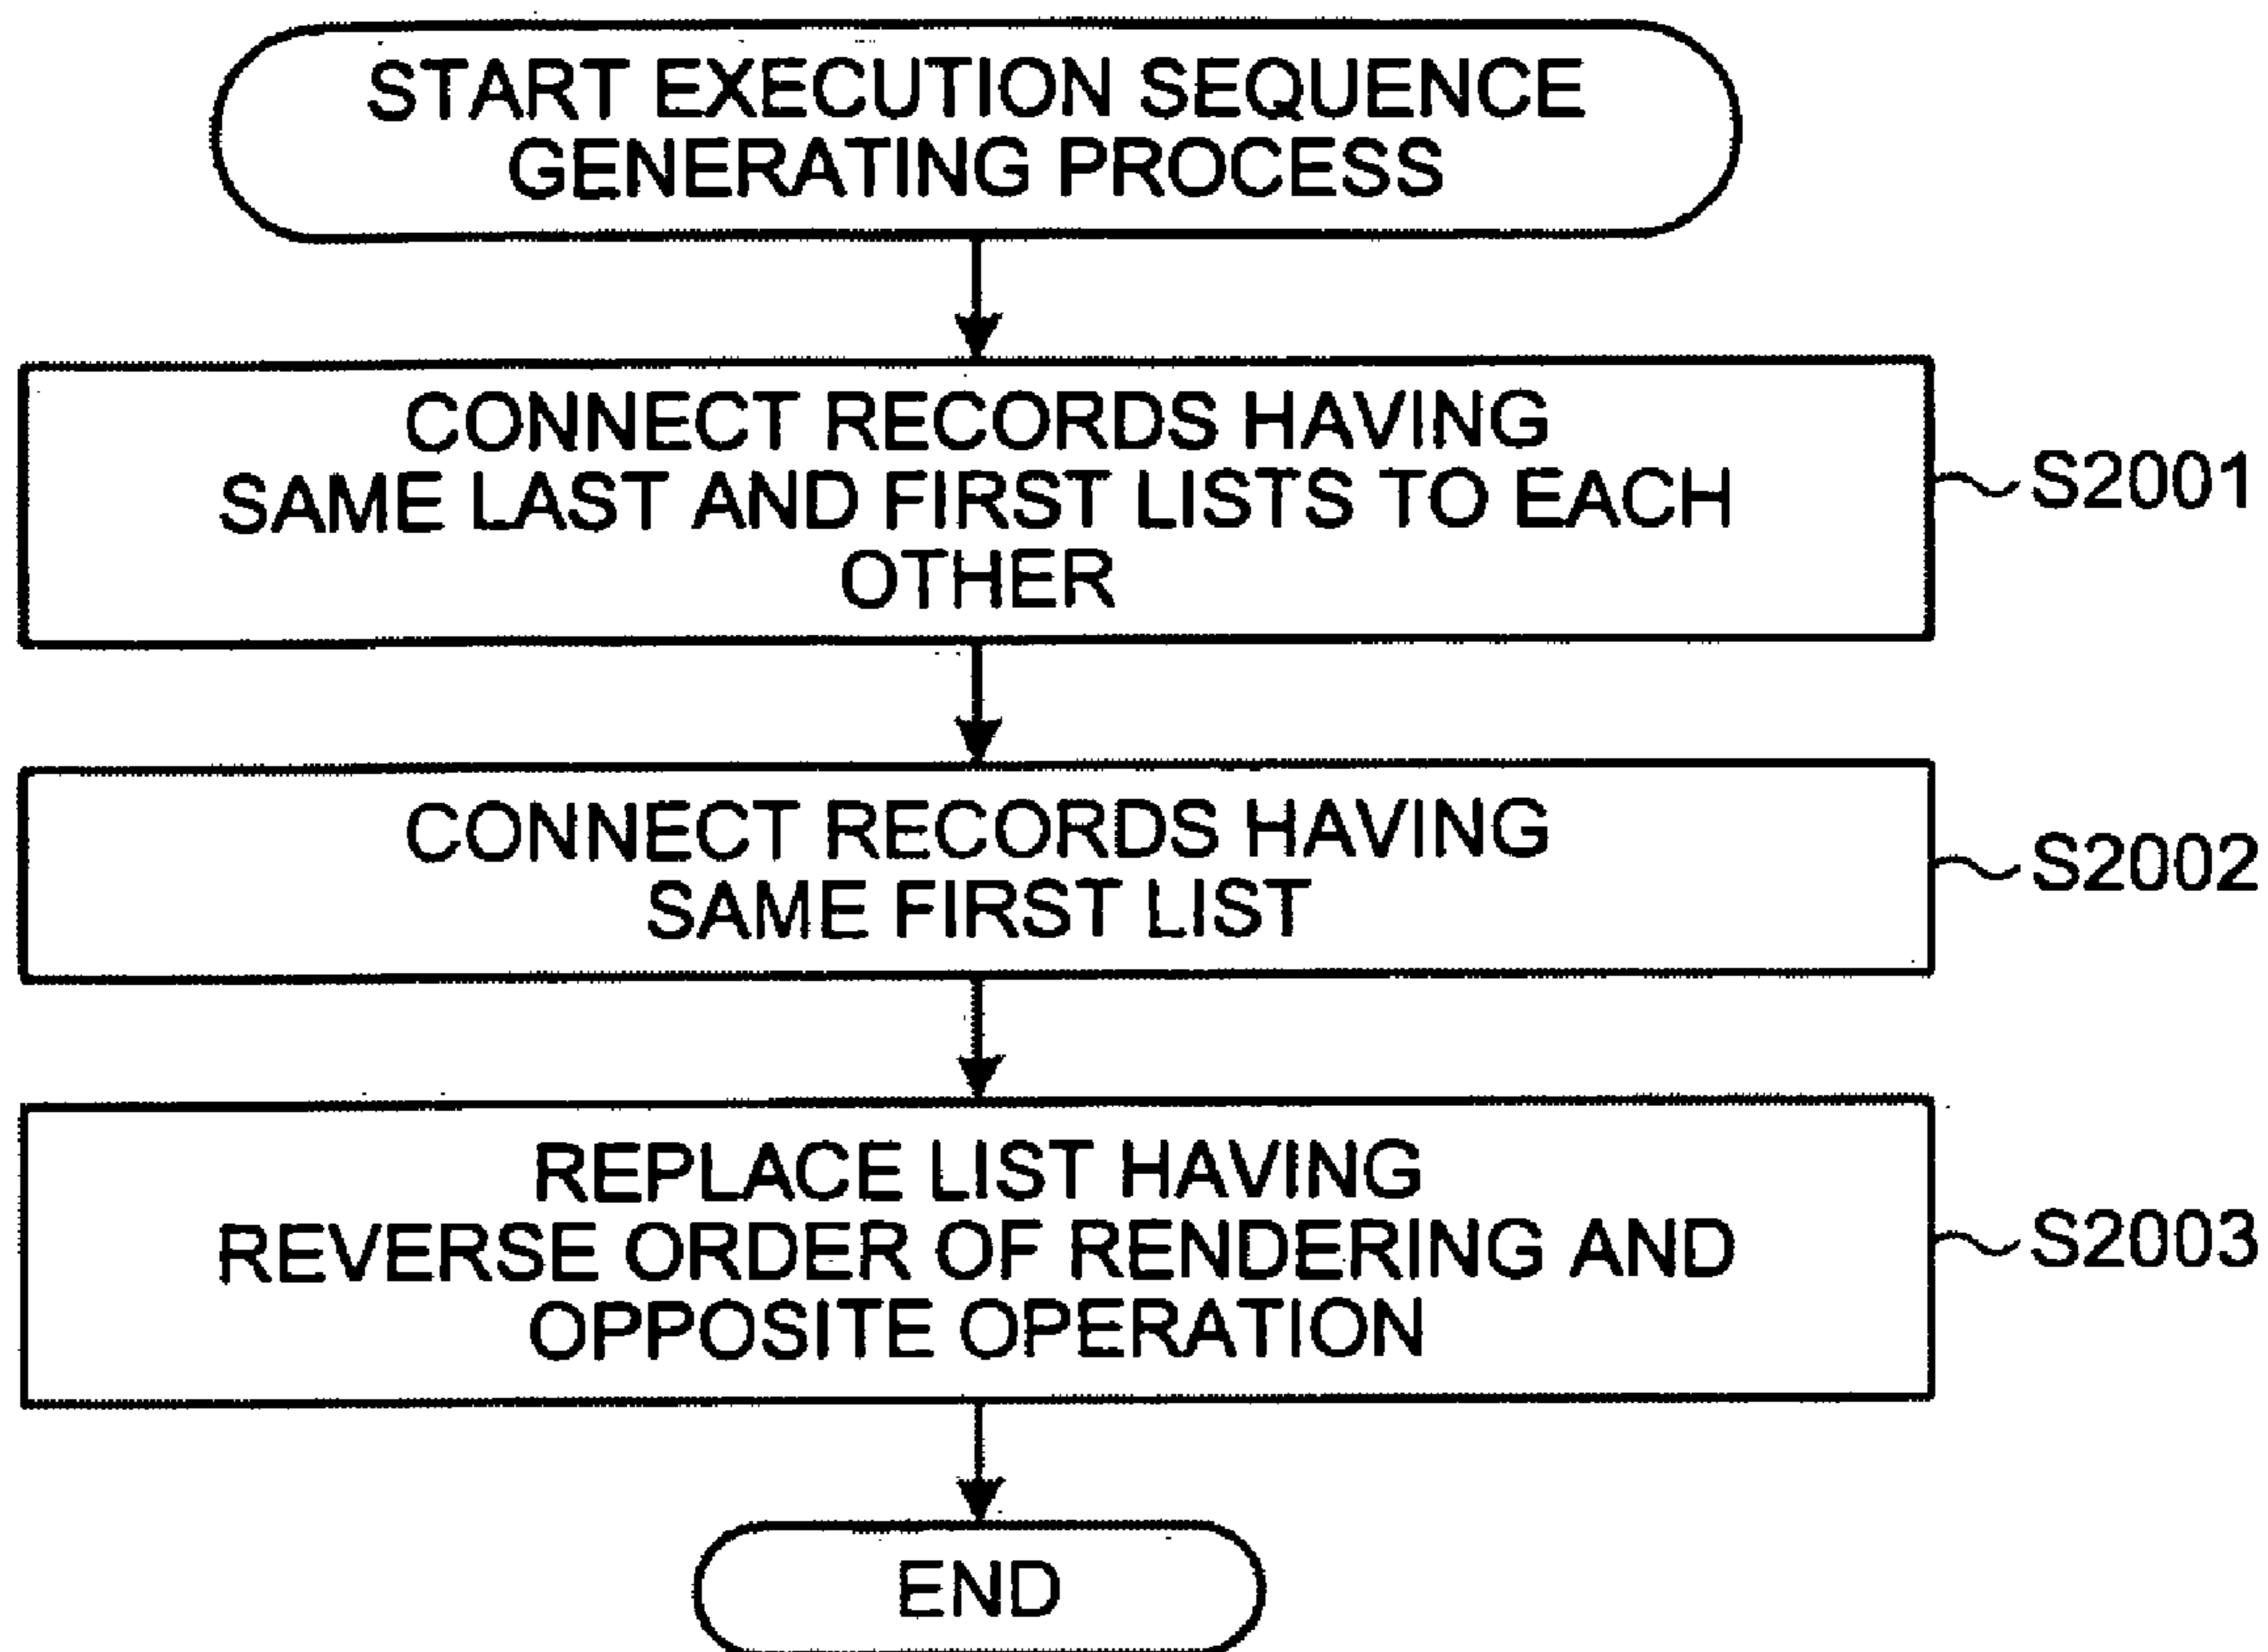 START EXECUTION SEQUENCE
GENERATING PROCESS
CONNECT RECORDS HAVING
SAME LAST AND FIRST LISTS TO EACH
OTHER
S2001
CONNECT RECORDS HAVING
SAME FIRST LIST
S2002
REPLACE LIST HAVING
REVERSE ORDER OF RENDERING AND
OPPOSITE OPERATION
S2003
END